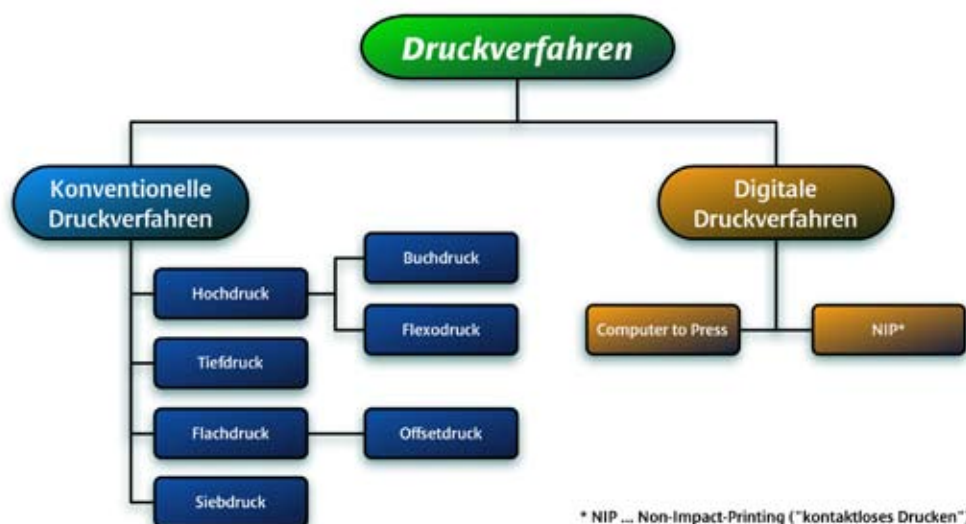 Druckverfahren
Konventionelle
Druckverfahren
Hochdruck
Buchdruck
Flexodruck
Tiefdruck
Flachdruck
Offsetdruck
Siebdruck
Digitale
Druckverfahren
Computer to Press
NIP*
* NIP ... Non-Impact-Printing ("kontaktloses Drucken"